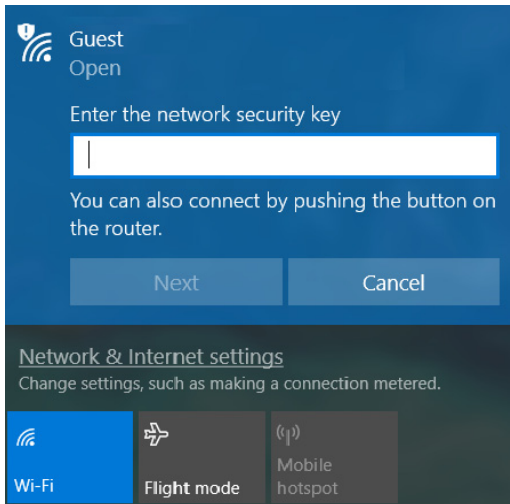 Guest
Open
Enter the network security key
You can also connect by pushing the button on
the router.
Next
Cancel
Network & Internet settings
Change settings, such as making a connection metered.
Wi-Fi
Flight mode
Mobile
hotspot